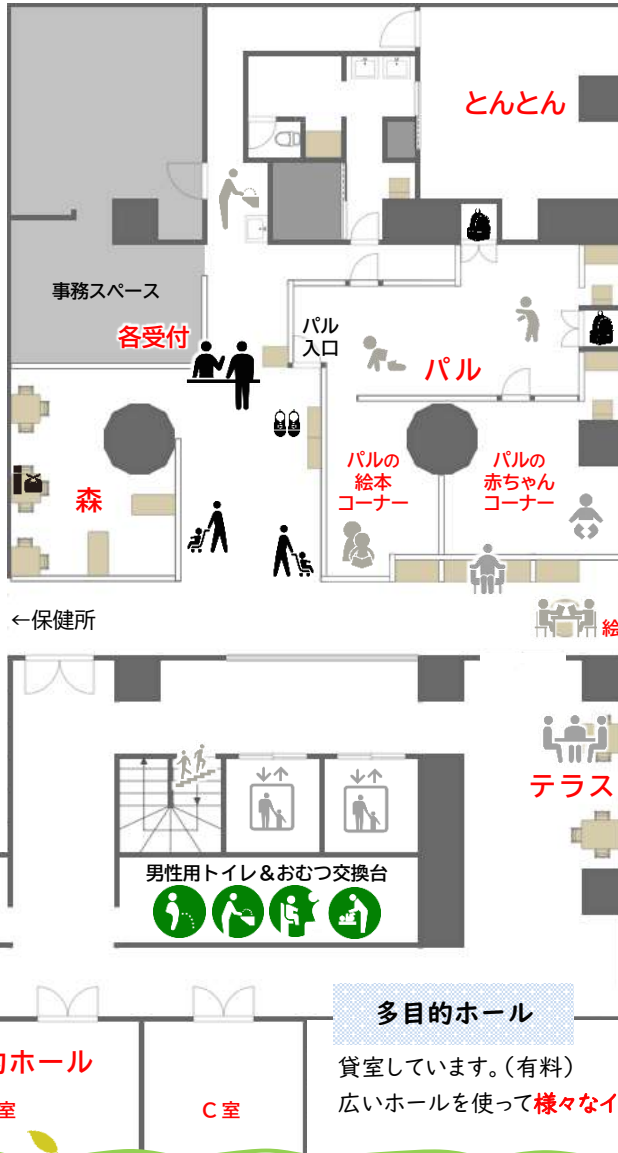 とんとん
事務スペース
各受付
パル
入口
パル
森
パルの
絵本
コーナー
パルの
赤ちゃん
コーナー
←保健所
絵
テラス
男性用トイレ&おむつ交換台
多目的ホール
ホール
室
C室
貸室しています。(有料)
広いホールを使って様々なイ